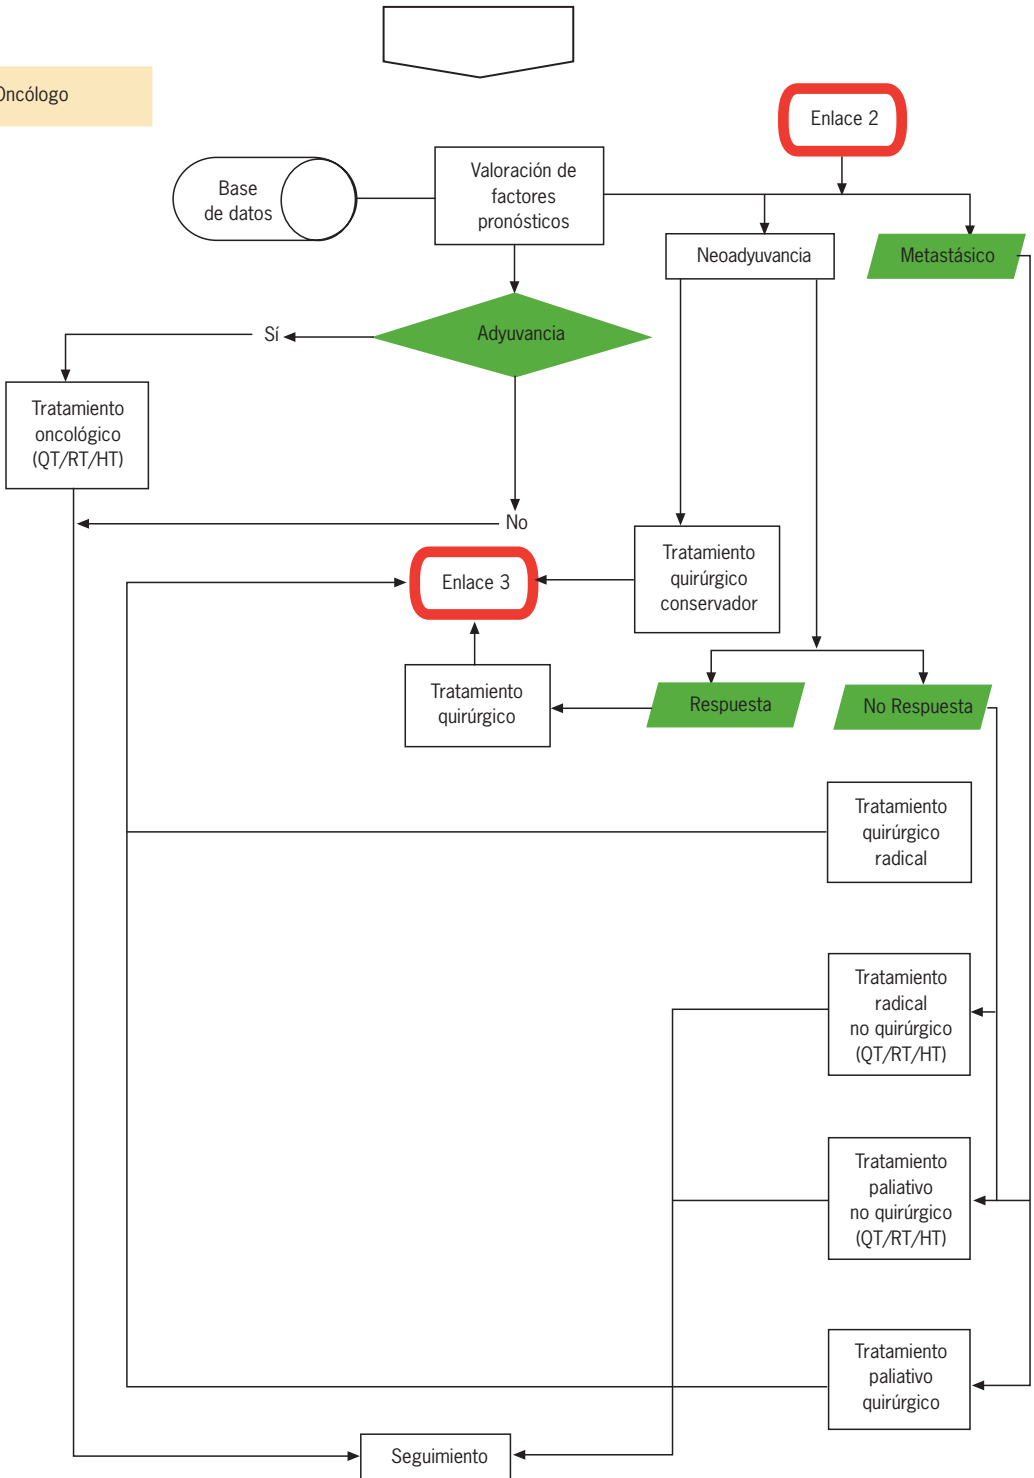 Oncólogo
Enlace 2
Base
de datos
Valoración de
factores
pronósticos
Neoadyuvancia
Metastásico
Sí
Adyuvancia
Tratamiento
oncológico
(QT/RT/HT)
No
Enlace 3
Tratamiento
quirúrgico
conservador
Tratamiento
quirúrgico
Respuesta
No Respuesta
Tratamiento
quirúrgico
radical
Tratamiento
radical
no quirúrgico
(QT/RT/HT)
Tratamiento
paliativo
no quirúrgico
(QT/RT/HT)
Tratamiento
paliativo
quirúrgico
Seguimiento